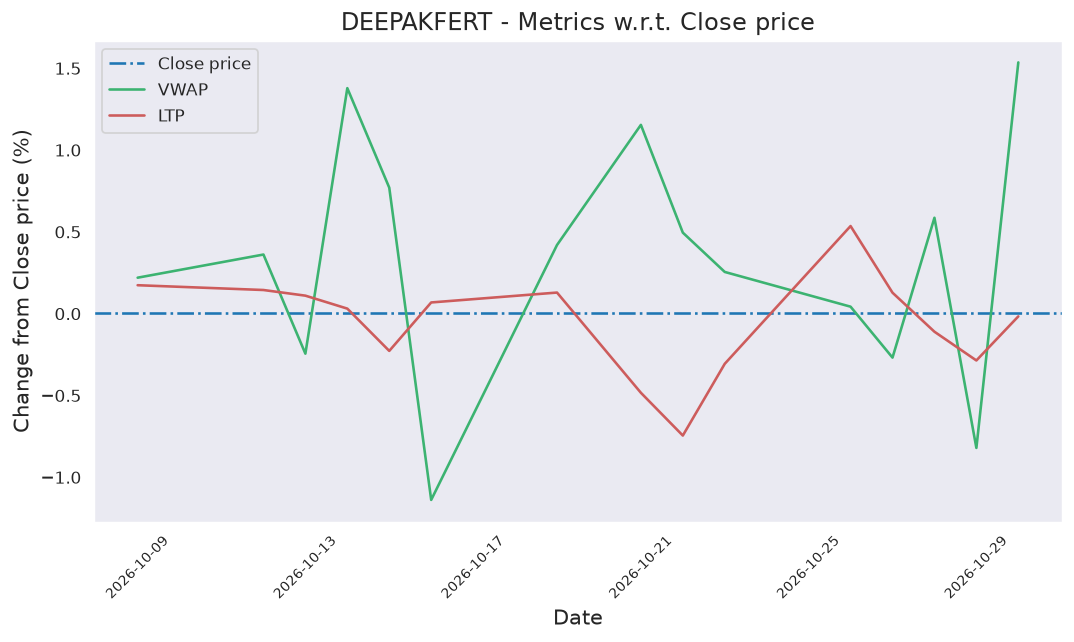 DEEPAKFERT - Metrics w.r.t. Close price
Close price
VWAP
LTP
Change from Close price (%)
1.5
1.0
0.5
0.0
−0.5
−1.0
2026-10-09
2026-10-13
2026-10-17
2026-10-21
2026-10-25
2026-10-29
Date